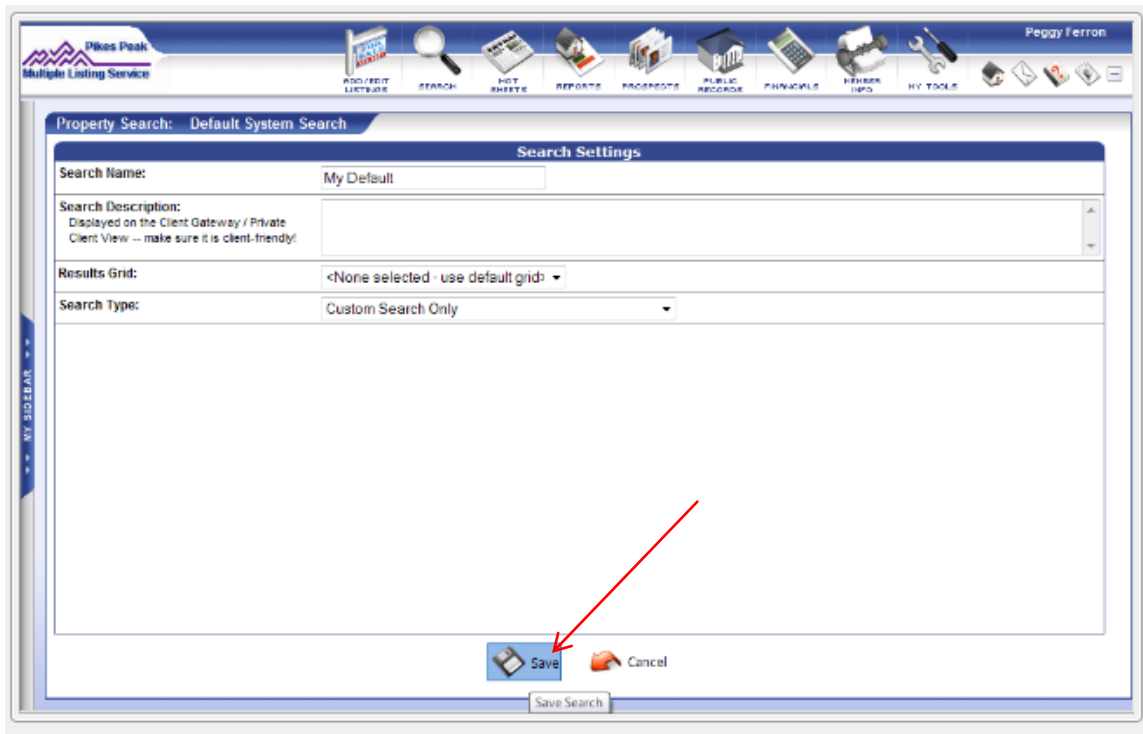 Pikes Peak
Multiple Listing Service
ADD/EDIT
LISTINGS
SEARCH
HOT
SHEETS
REPORTS
PROSPECTS
PUBLIC
RECORDS
FINANCIALS
MEMBER
INFO
MY TOOLS
Peggy Ferron
MY SIDEBAR
Property Search: Default System Search
Search Settings
Search Name:
My Default
Search Description:
Displayed on the Client Gateway / Private
Client View -- make sure it is client-friendly!
Results Grid:
<None selected - use default grid>
Search Type:
Custom Search Only
Save
Cancel
Save Search